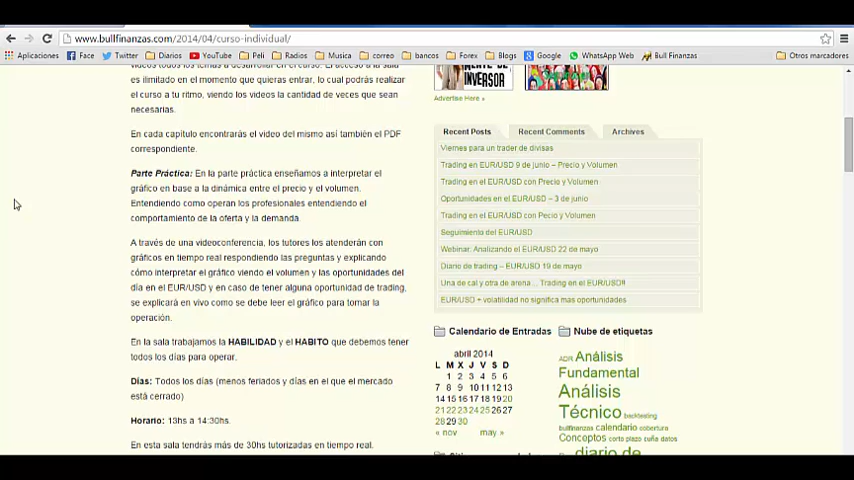 www.bullfinanzas.com/2014/04/curso-individual/
Aplicaciones Face Twitter Diarios YouTube Peli Radios Musica correo bancos Forex Blogs Google WhatsApp Web Bull Finanzas Otros marcadores
es ilimitado en el momento que quieras entrar, lo cual podrás realizar
el curso a tu ritmo, viendo los videos la cantidad de veces que sean
necesarias.
En cada capitulo encontrarás el video del mismo así también el PDF
correspondiente.
Parte Práctica: En la parte práctica enseñamos a interpretar el
gráfico en base a la dinámica entre el precio y el volumen.
Entendiendo como operan los profesionales entendiendo el
comportamiento de la oferta y la demanda.
A través de una videoconferencia, los tutores los atenderán con
gráficos en tiempo real respondiendo las preguntas y explicando
cómo interpretar el gráfico viendo el volumen y las oportunidades del
día en el EUR/USD y en caso de tener alguna oportunidad de trading,
se explicará en vivo como se debe leer el gráfico para tomar la
operación.
En la sala trabajamos la HABILIDAD y el HABITO que debemos tener
todos los días para operar.
Días: Todos los días (menos feriados y días en el que el mercado
está cerrado)
Horario: 13hs a 14:30hs.
En esta sala tendrás más de 30hs tutorizadas en tiempo real.
INVERSOR
Advertise Here »
Recent Posts Recent Comments Archives
Viernes para un trader de divisas
Trading en EUR/USD 9 de junio – Precio y Volumen
Trading en el EUR/USD con Precio y Volumen
Oportunidades en el EUR/USD – 3 de junio
Trading en el EUR/USD con Pecio y Volumen
Seguimiento del EUR/USD
Webinar: Analizando el EUR/USD 22 de mayo
Diario de trading – EUR/USD 19 de mayo
Una de cal y otra de arena… Trading en el EUR/USD!!
EUR/USD + volatilidad no significa mas oportunidades
Calendario de Entradas
abril 2014
L M X J V S D
1 2 3 4 5 6
7 8 9 10 11 12 13
14 15 16 17 18 19 20
21 22 23 24 25 26 27
28 29 30
« nov may »
Nube de etiquetas
ADR Análisis
Fundamental
Análisis
Técnico backtesting
bullfinanzas calendario cobertura
Conceptos corto plazo cuña datos
diario de